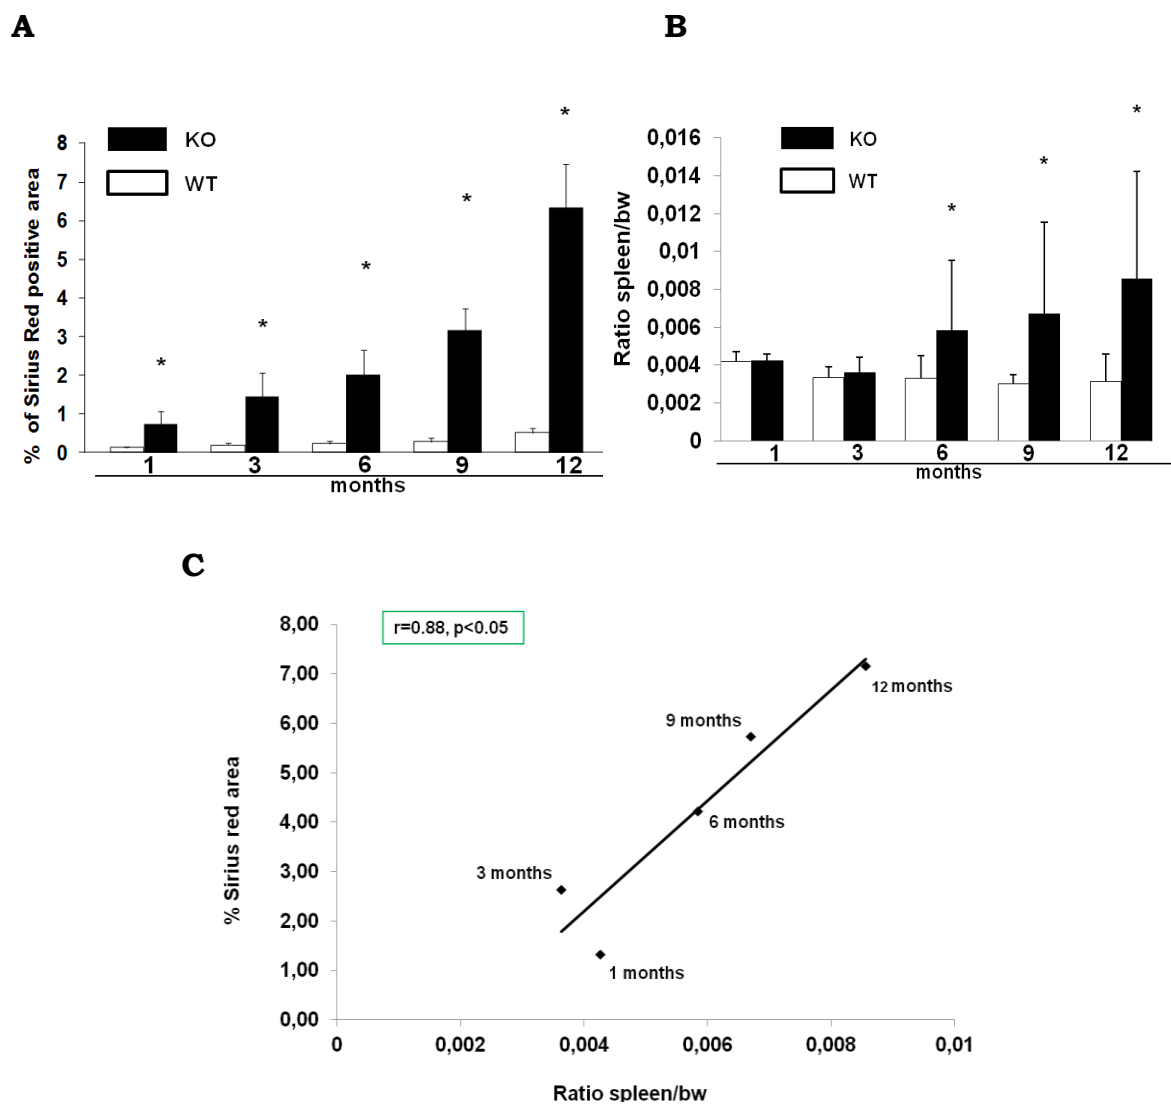 A
% of Sirius Red positive area
8
7
6
5
4
3
2
1
0
KO
WT
*
*
*
*
*
1 3 6 9 12
months
B
Ratio spleen/bw
0,016
0,014
0,012
0,01
0,008
0,006
0,004
0,002
0
KO
WT
*
*
*
1 3 6 9 12
months
C
% Sirius red area
8,00
7,00
6,00
5,00
4,00
3,00
2,00
1,00
0,00
r=0.88, p<0.05
12 months
9 months
6 months
3 months
1 months
0 0,002 0,004 0,006 0,008 0,01
Ratio spleen/bw